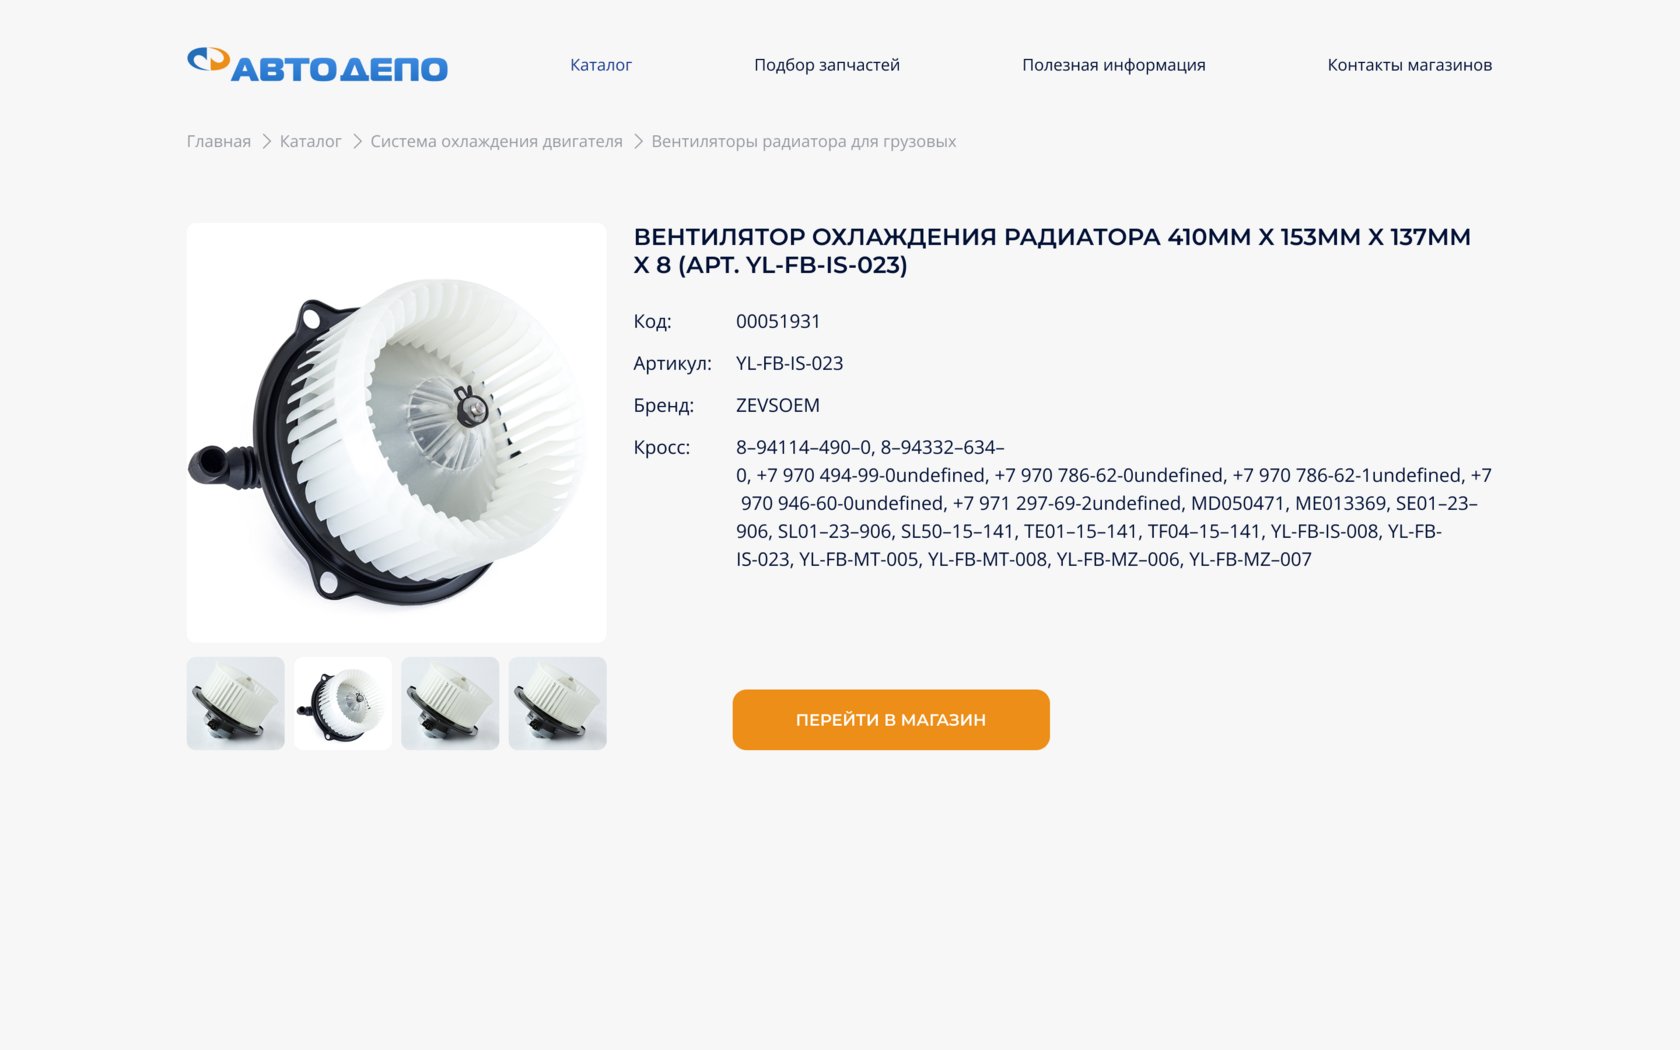 АВТОДЕПО
Каталог
Подбор запчастей
Полезная информация
Контакты магазинов
Главная > Каталог > Система охлаждения двигателя > Вентиляторы радиатора для грузовых
ВЕНТИЛЯТОР ОХЛАЖДЕНИЯ РАДИАТОРА 410ММ X 153ММ X 137ММ
X 8 (АРТ. YL-FB-IS-023)
Код: 00051931
Артикул: YL-FB-IS-023
Бренд: ZEVSOEM
Кросс: 8–94114–490–0, 8–94332–634–
0, +7 970 494-99-0undefined, +7 970 786-62-0undefined, +7 970 786-62-1undefined, +7
970 946-60-0undefined, +7 971 297-69-2undefined, MD050471, ME013369, SE01–23–
906, SL01–23–906, SL50–15–141, TE01–15–141, TF04–15–141, YL-FB-IS-008, YL-FB-
IS-023, YL-FB-MT-005, YL-FB-MT-008, YL-FB-MZ–006, YL-FB-MZ–007
ПЕРЕЙТИ В МАГАЗИН